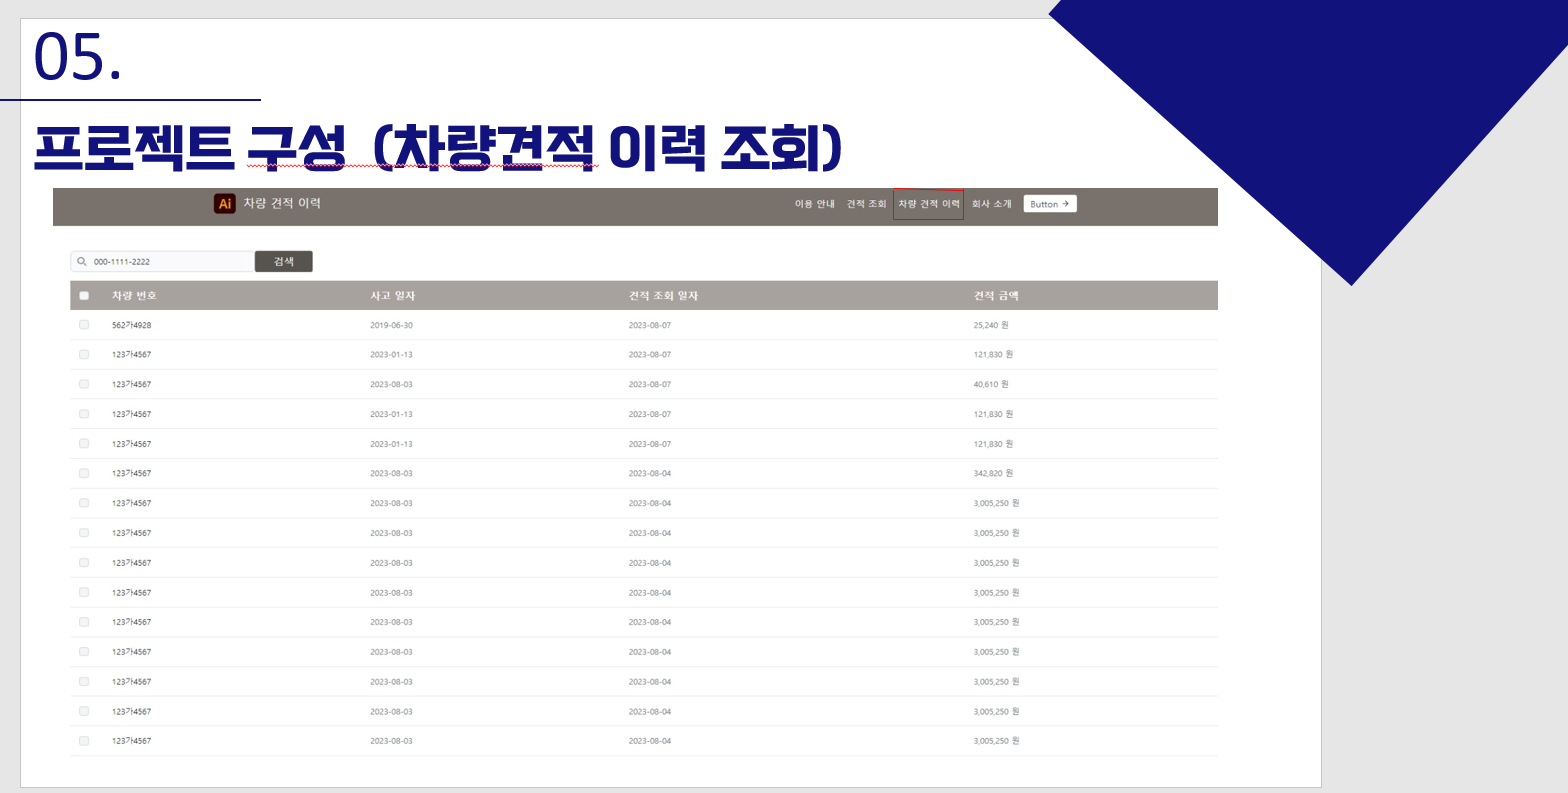 05.
프로젝트 구성 (차량견적 이력 조회)
Ai 차량 견적 이력 이용 안내 견적 조회 차량 견적 이력 회사 소개 Button →
000-1111-2222 검색
차량 번호 사고 일자 견적 조회 일자 견적 금액
562가4928 2019-06-30 2023-08-07 25,240 원
123가4567 2023-01-13 2023-08-07 121,830 원
123가4567 2023-08-03 2023-08-07 40,610 원
123가4567 2023-01-13 2023-08-07 121,830 원
123가4567 2023-01-13 2023-08-07 121,830 원
123가4567 2023-08-03 2023-08-04 342,820 원
123가4567 2023-08-03 2023-08-04 3,005,250 원
123가4567 2023-08-03 2023-08-04 3,005,250 원
123가4567 2023-08-03 2023-08-04 3,005,250 원
123가4567 2023-08-03 2023-08-04 3,005,250 원
123가4567 2023-08-03 2023-08-04 3,005,250 원
123가4567 2023-08-03 2023-08-04 3,005,250 원
123가4567 2023-08-03 2023-08-04 3,005,250 원
123가4567 2023-08-03 2023-08-04 3,005,250 원
123가4567 2023-08-03 2023-08-04 3,005,250 원